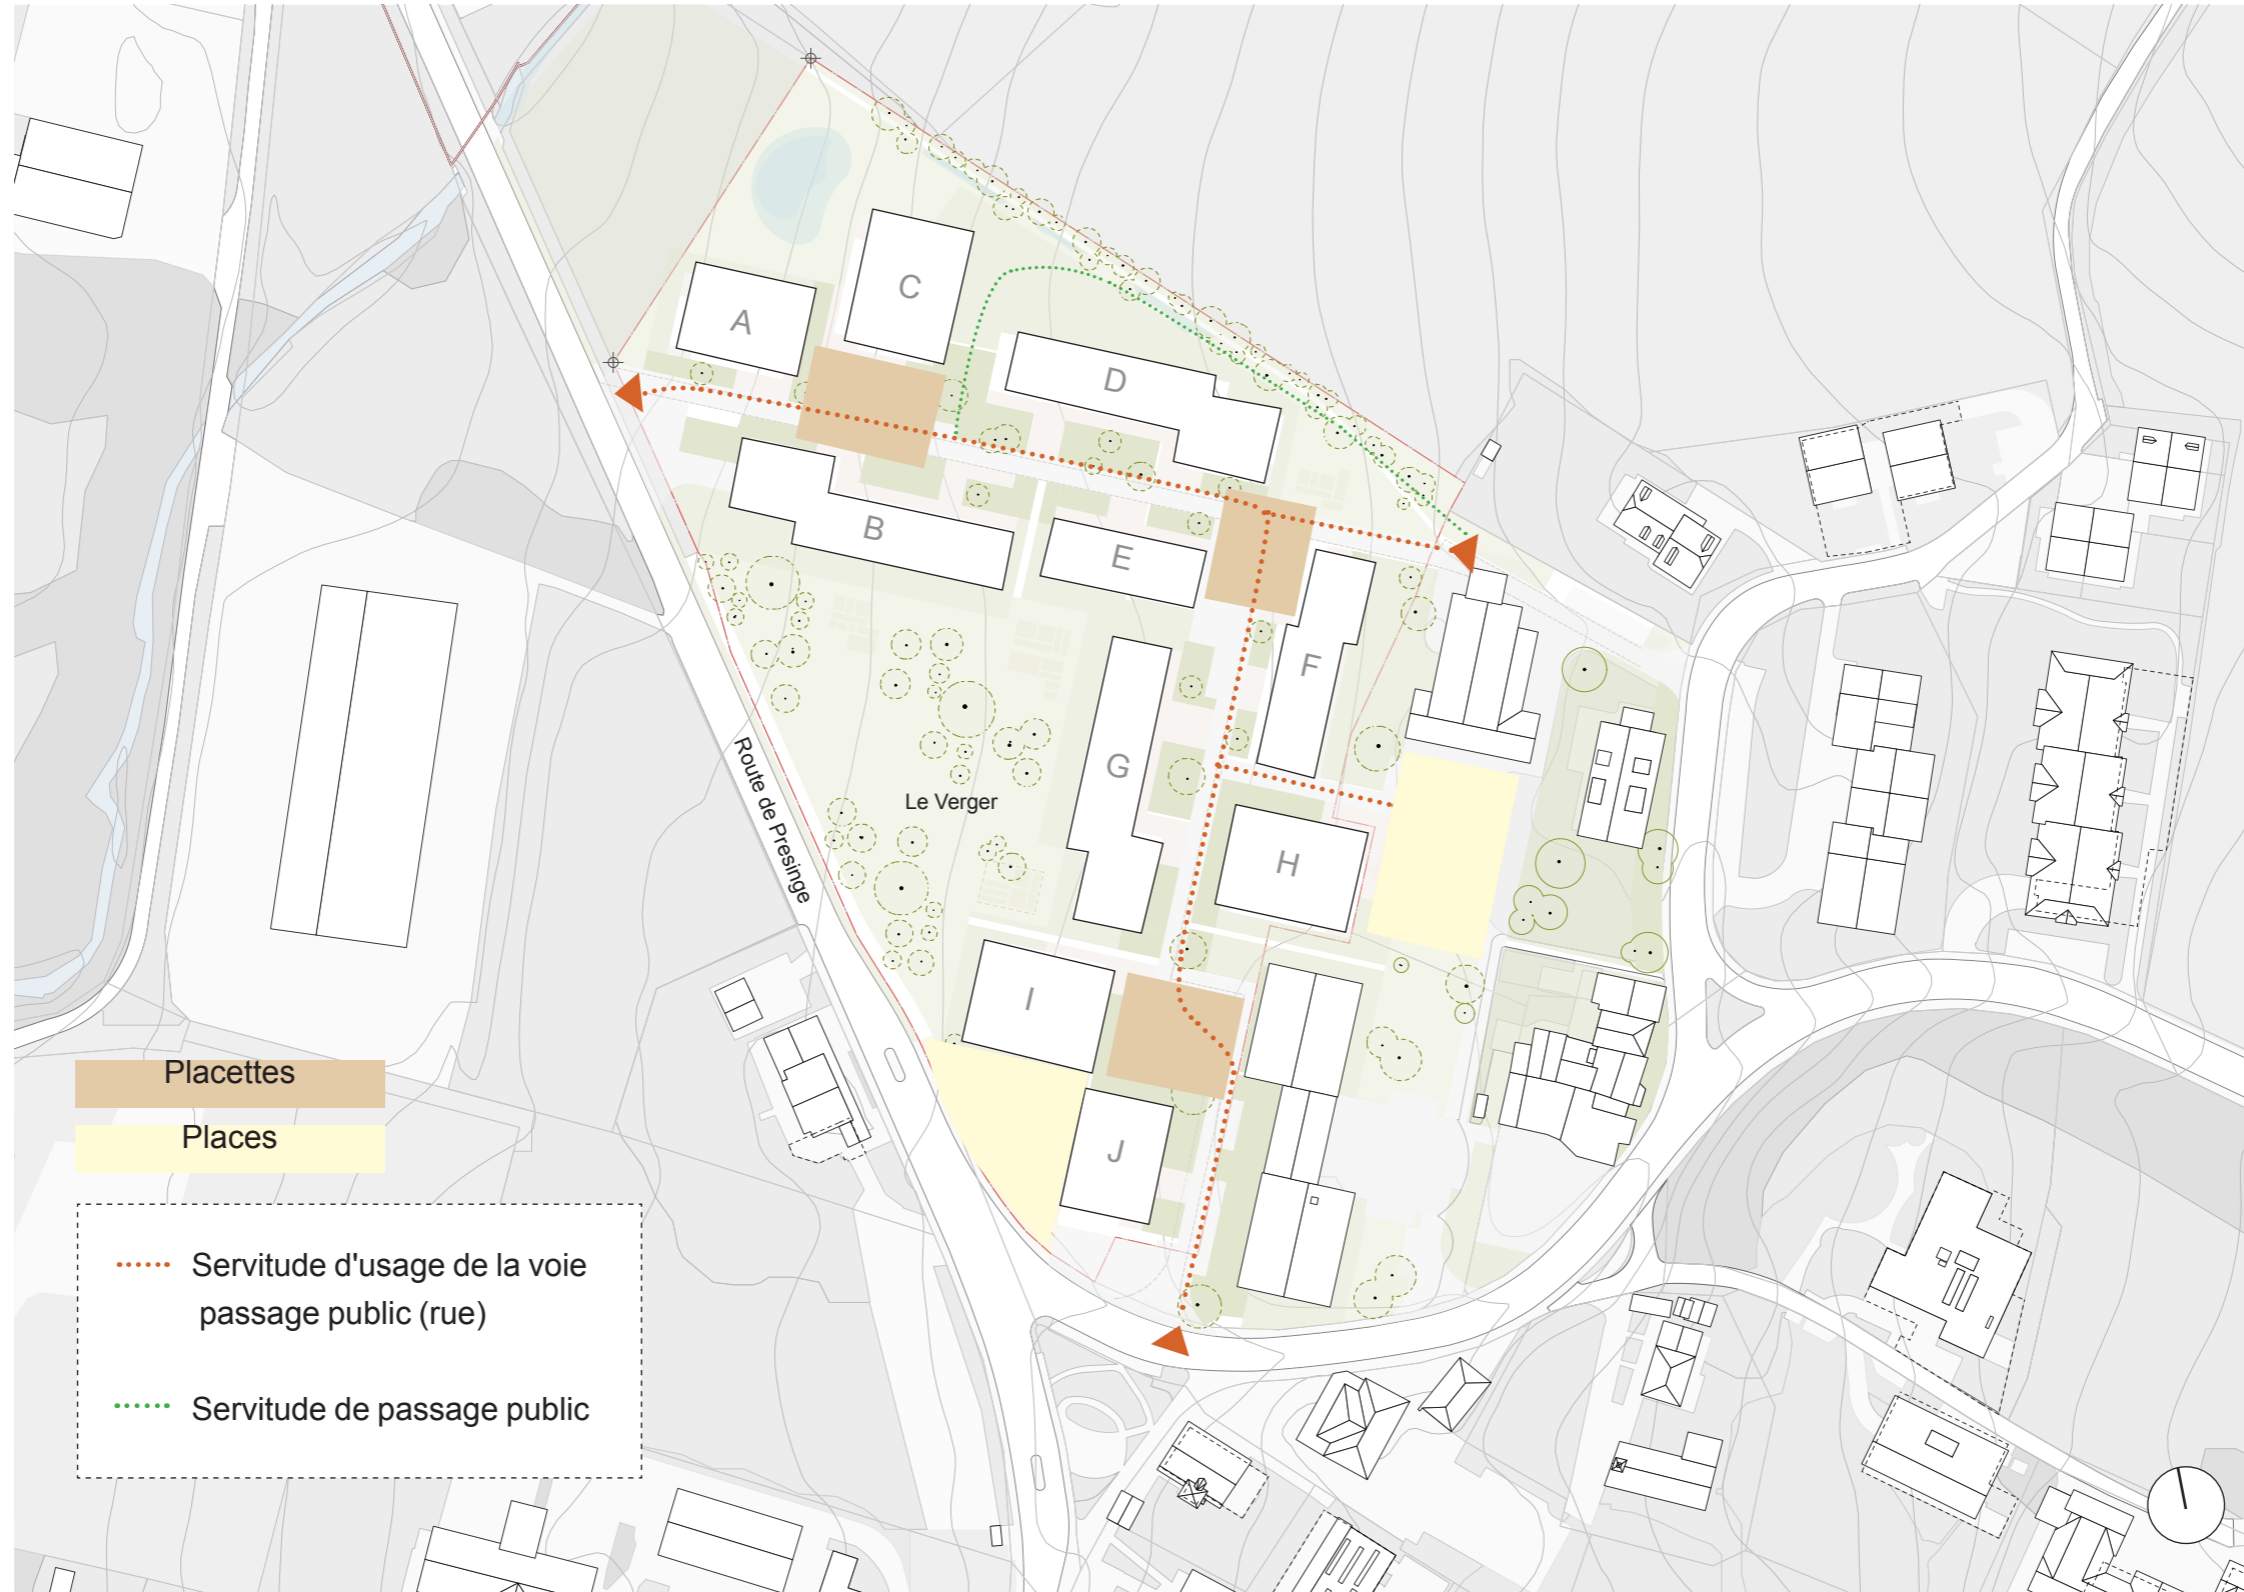 C
A
D
B
E
F
Route de Presinge
G
Le Verger
H
I
J
Placettes
Places
Servitude d'usage de la voie
passage public (rue)
Servitude de passage public